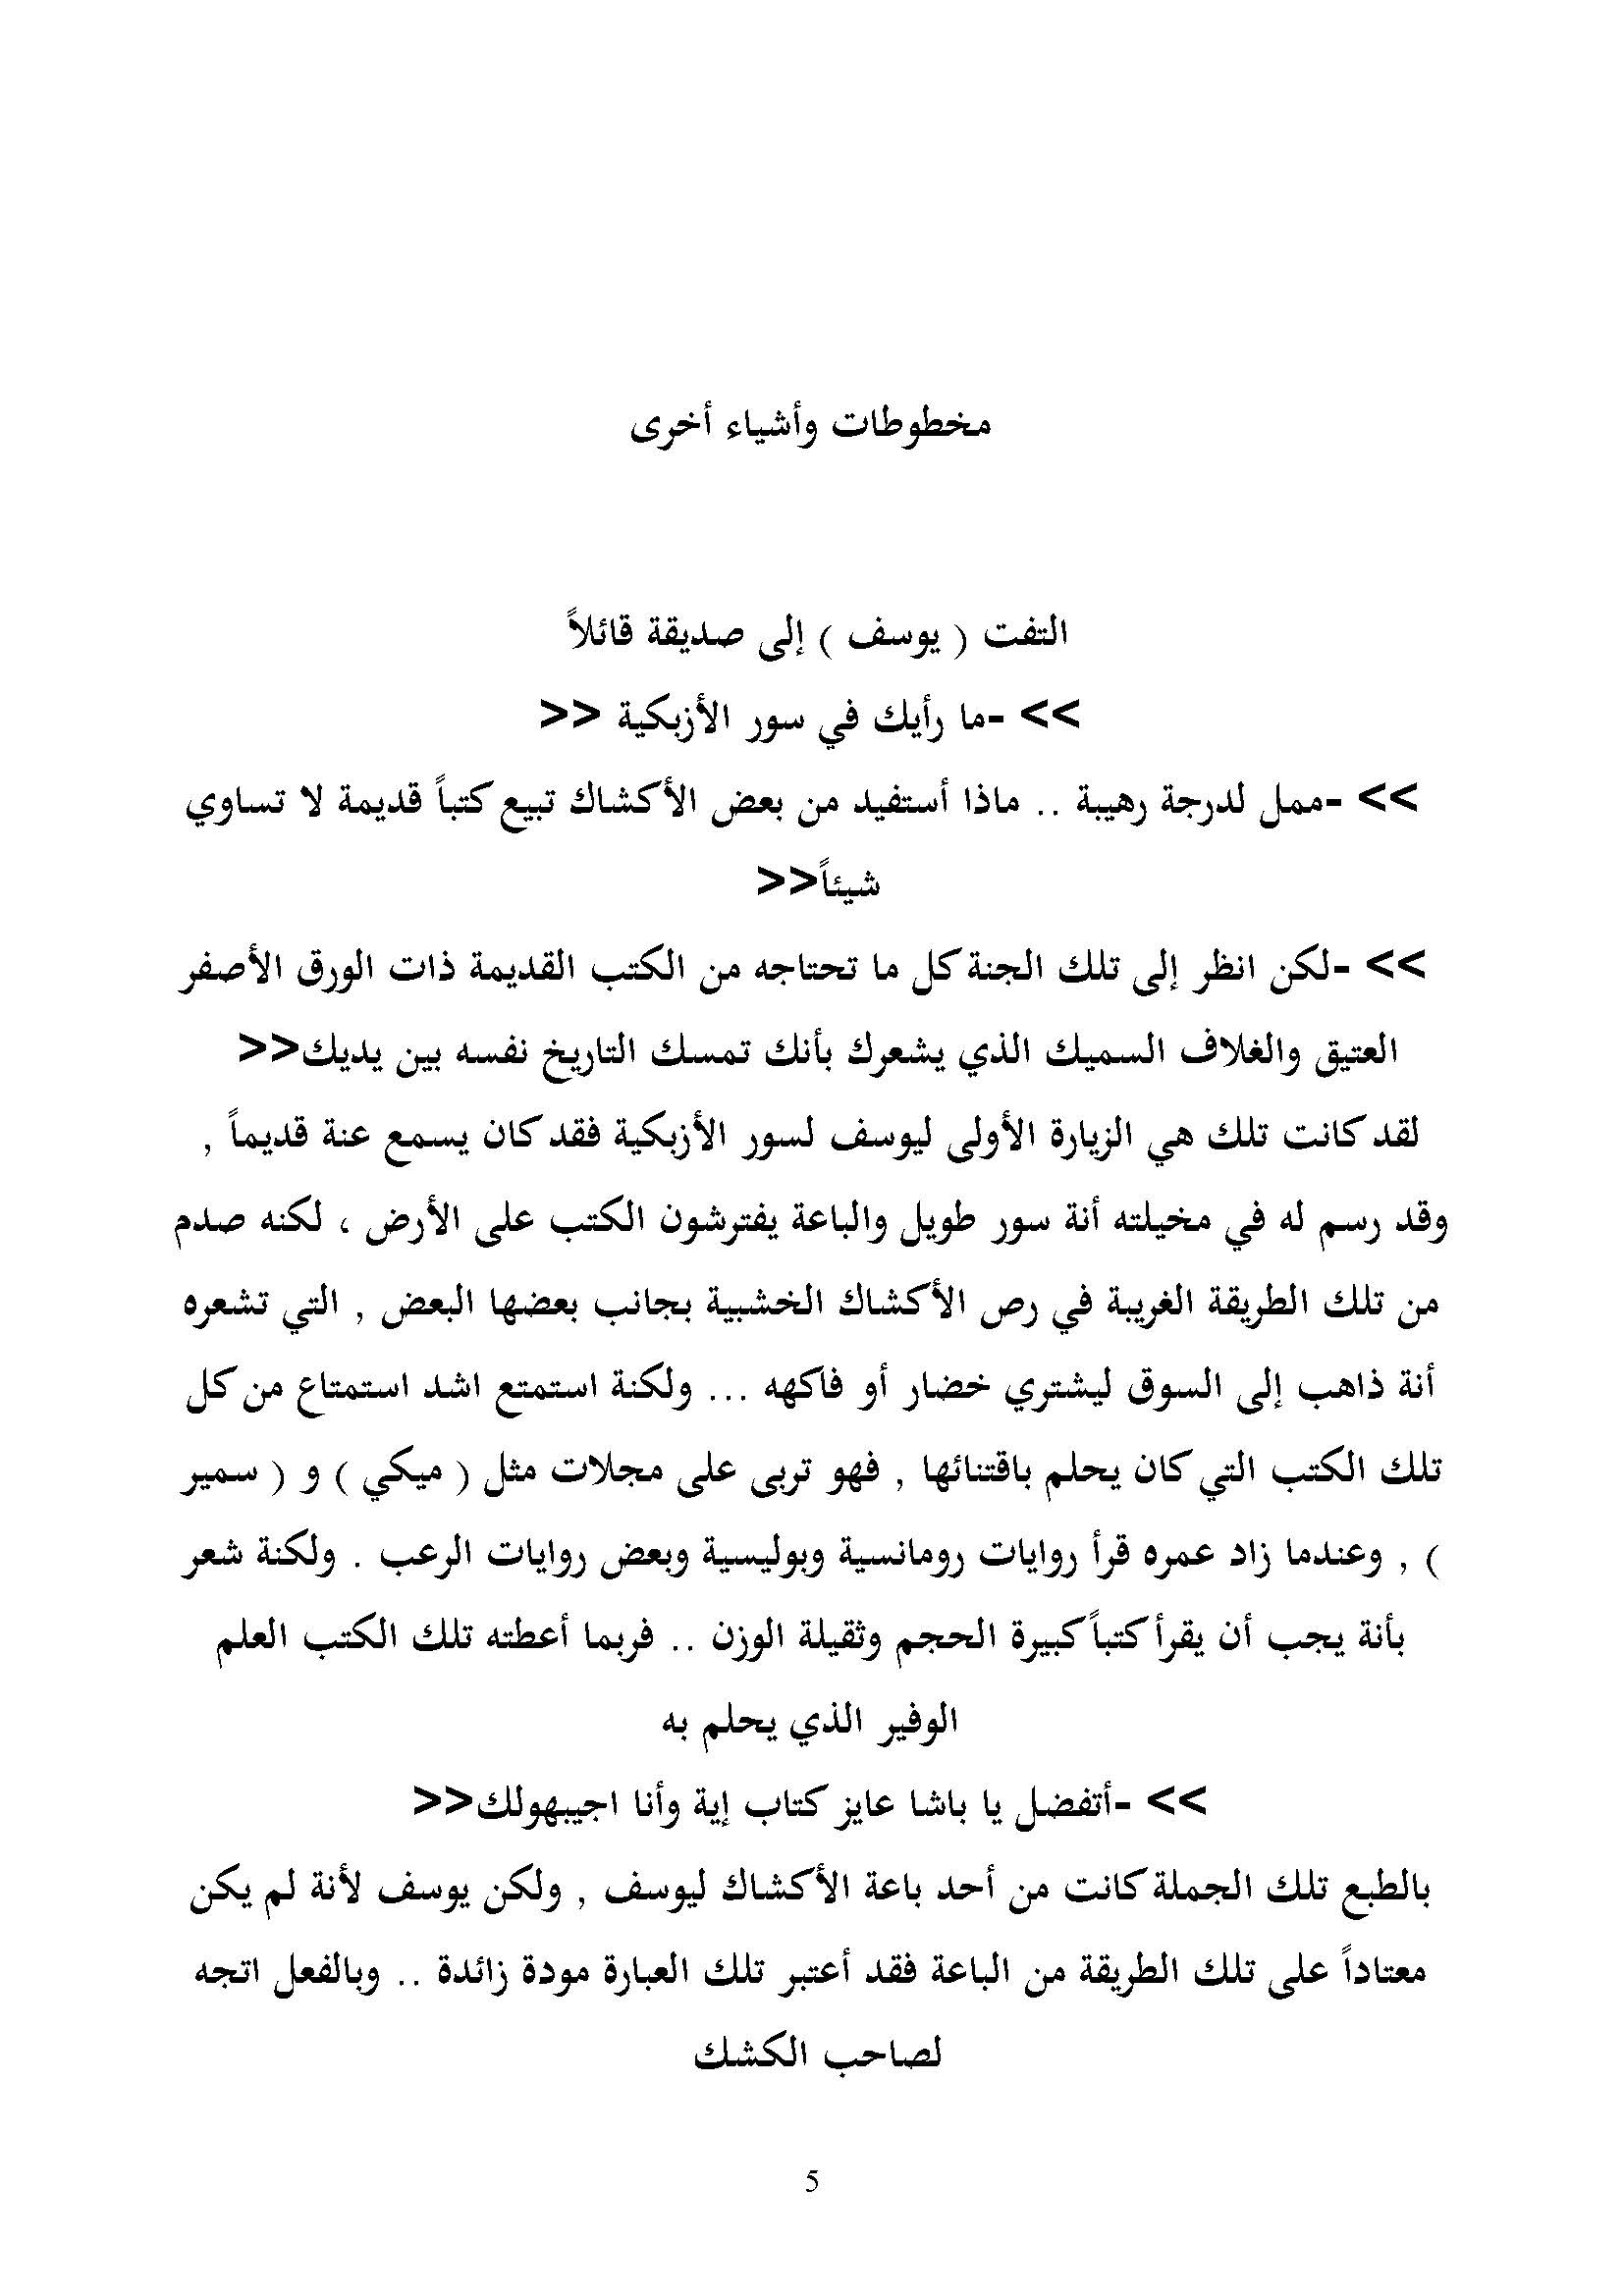 مخطوطات وأشياء أخرى
التفت ( يوسف ) إلى صديقة قائلاً
>> -ما رأيك في سور الأزبكية <<
>> -ممل لدرجة رهيبة .. ماذا أستفيد من بعض الأكشاك تبيع كتباً قديمة لا تساوي
شيئاً<<
>> -لكن انظر إلى تلك الجنة كل ما تحتاجه من الكتب القديمة ذات الورق الأصفر
العتيق والغلاف السميك الذي يشعرك بأنك تمسك التاريخ نفسه بين يديك<<
لقد كانت تلك هي الزيارة الأولى ليوسف لسور الأزبكية فقد كان يسمع عنة قديماً ,
وقد رسم له في مخيلته أنة سور طويل والباعة يفترشون الكتب على الأرض ، لكنه صدم
من تلك الطريقة الغريبة في رص الأكشاك الخشبية بجانب بعضها البعض , التي تشعره
أنة ذاهب إلى السوق ليشتري خضار أو فاكهه ... ولكنة استمتع اشد استمتاع من كل
تلك الكتب التي كان يحلم باقتنائها , فهو تربى على مجلات مثل ( ميكي ) و ( سمير
) , وعندما زاد عمره قرأ روايات رومانسية وبوليسية وبعض روايات الرعب . ولكنة شعر
بأنة يجب أن يقرأ كتباً كبيرة الحجم وثقيلة الوزن .. فربما أعطته تلك الكتب العلم
الوفير الذي يحلم به
>> -أتفضل يا باشا عايز كتاب إية وأنا اجيبهولك<<
بالطبع تلك الجملة كانت من أحد باعة الأكشاك ليوسف , ولكن يوسف لأنة لم يكن
معتاداً على تلك الطريقة من الباعة فقد أعتبر تلك العبارة مودة زائدة .. وبالفعل اتجه
لصاحب الكشك
5